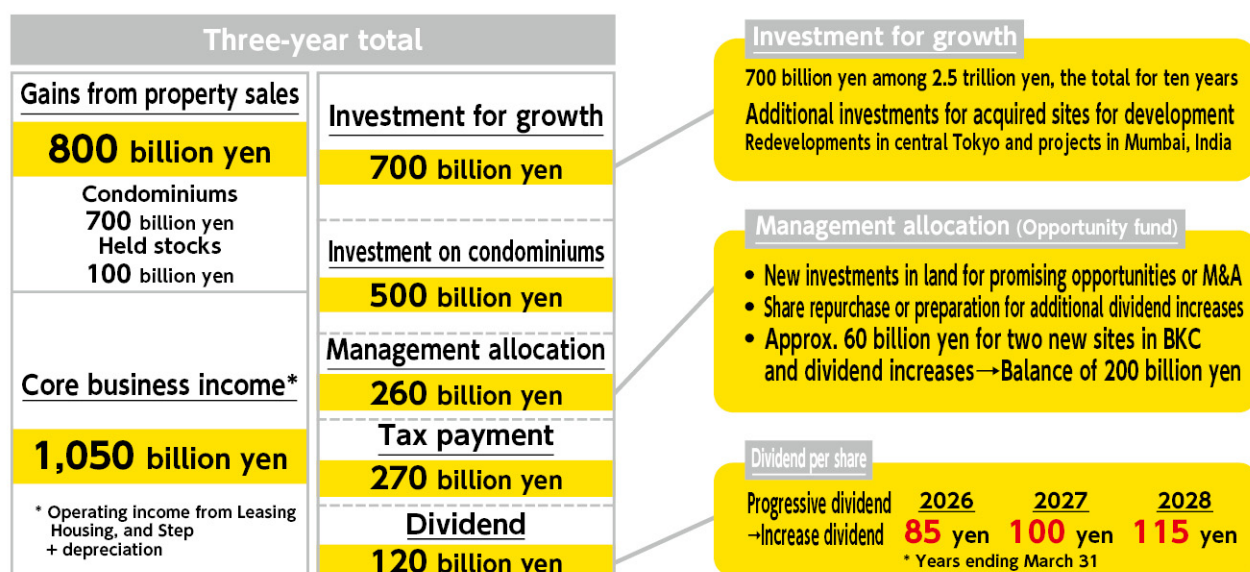 Three-year total
Gains from property sales
800 billion yen
Condominiums
700 billion yen
Held stocks
100 billion yen
Core business income*
1,050 billion yen
* Operating income from Leasing
Housing, and Step
+ depreciation
Investment for growth
700 billion yen
Investment on condominiums
500 billion yen
Management allocation
260 billion yen
Tax payment
270 billion yen
Dividend
120 billion yen
Investment for growth
700 billion yen among 2.5 trillion yen, the total for ten years
Additional investments for acquired sites for development
Redevelopments in central Tokyo and projects in Mumbai, India
Management allocation (Opportunity fund)
• New investments in land for promising opportunities or M&A
• Share repurchase or preparation for additional dividend increases
• Approx. 60 billion yen for two new sites in BKC
and dividend increases→Balance of 200 billion yen
Dividend per share
Progressive dividend
→Increase dividend
2026 2027 2028
85 yen 100 yen 115 yen
* Years ending March 31